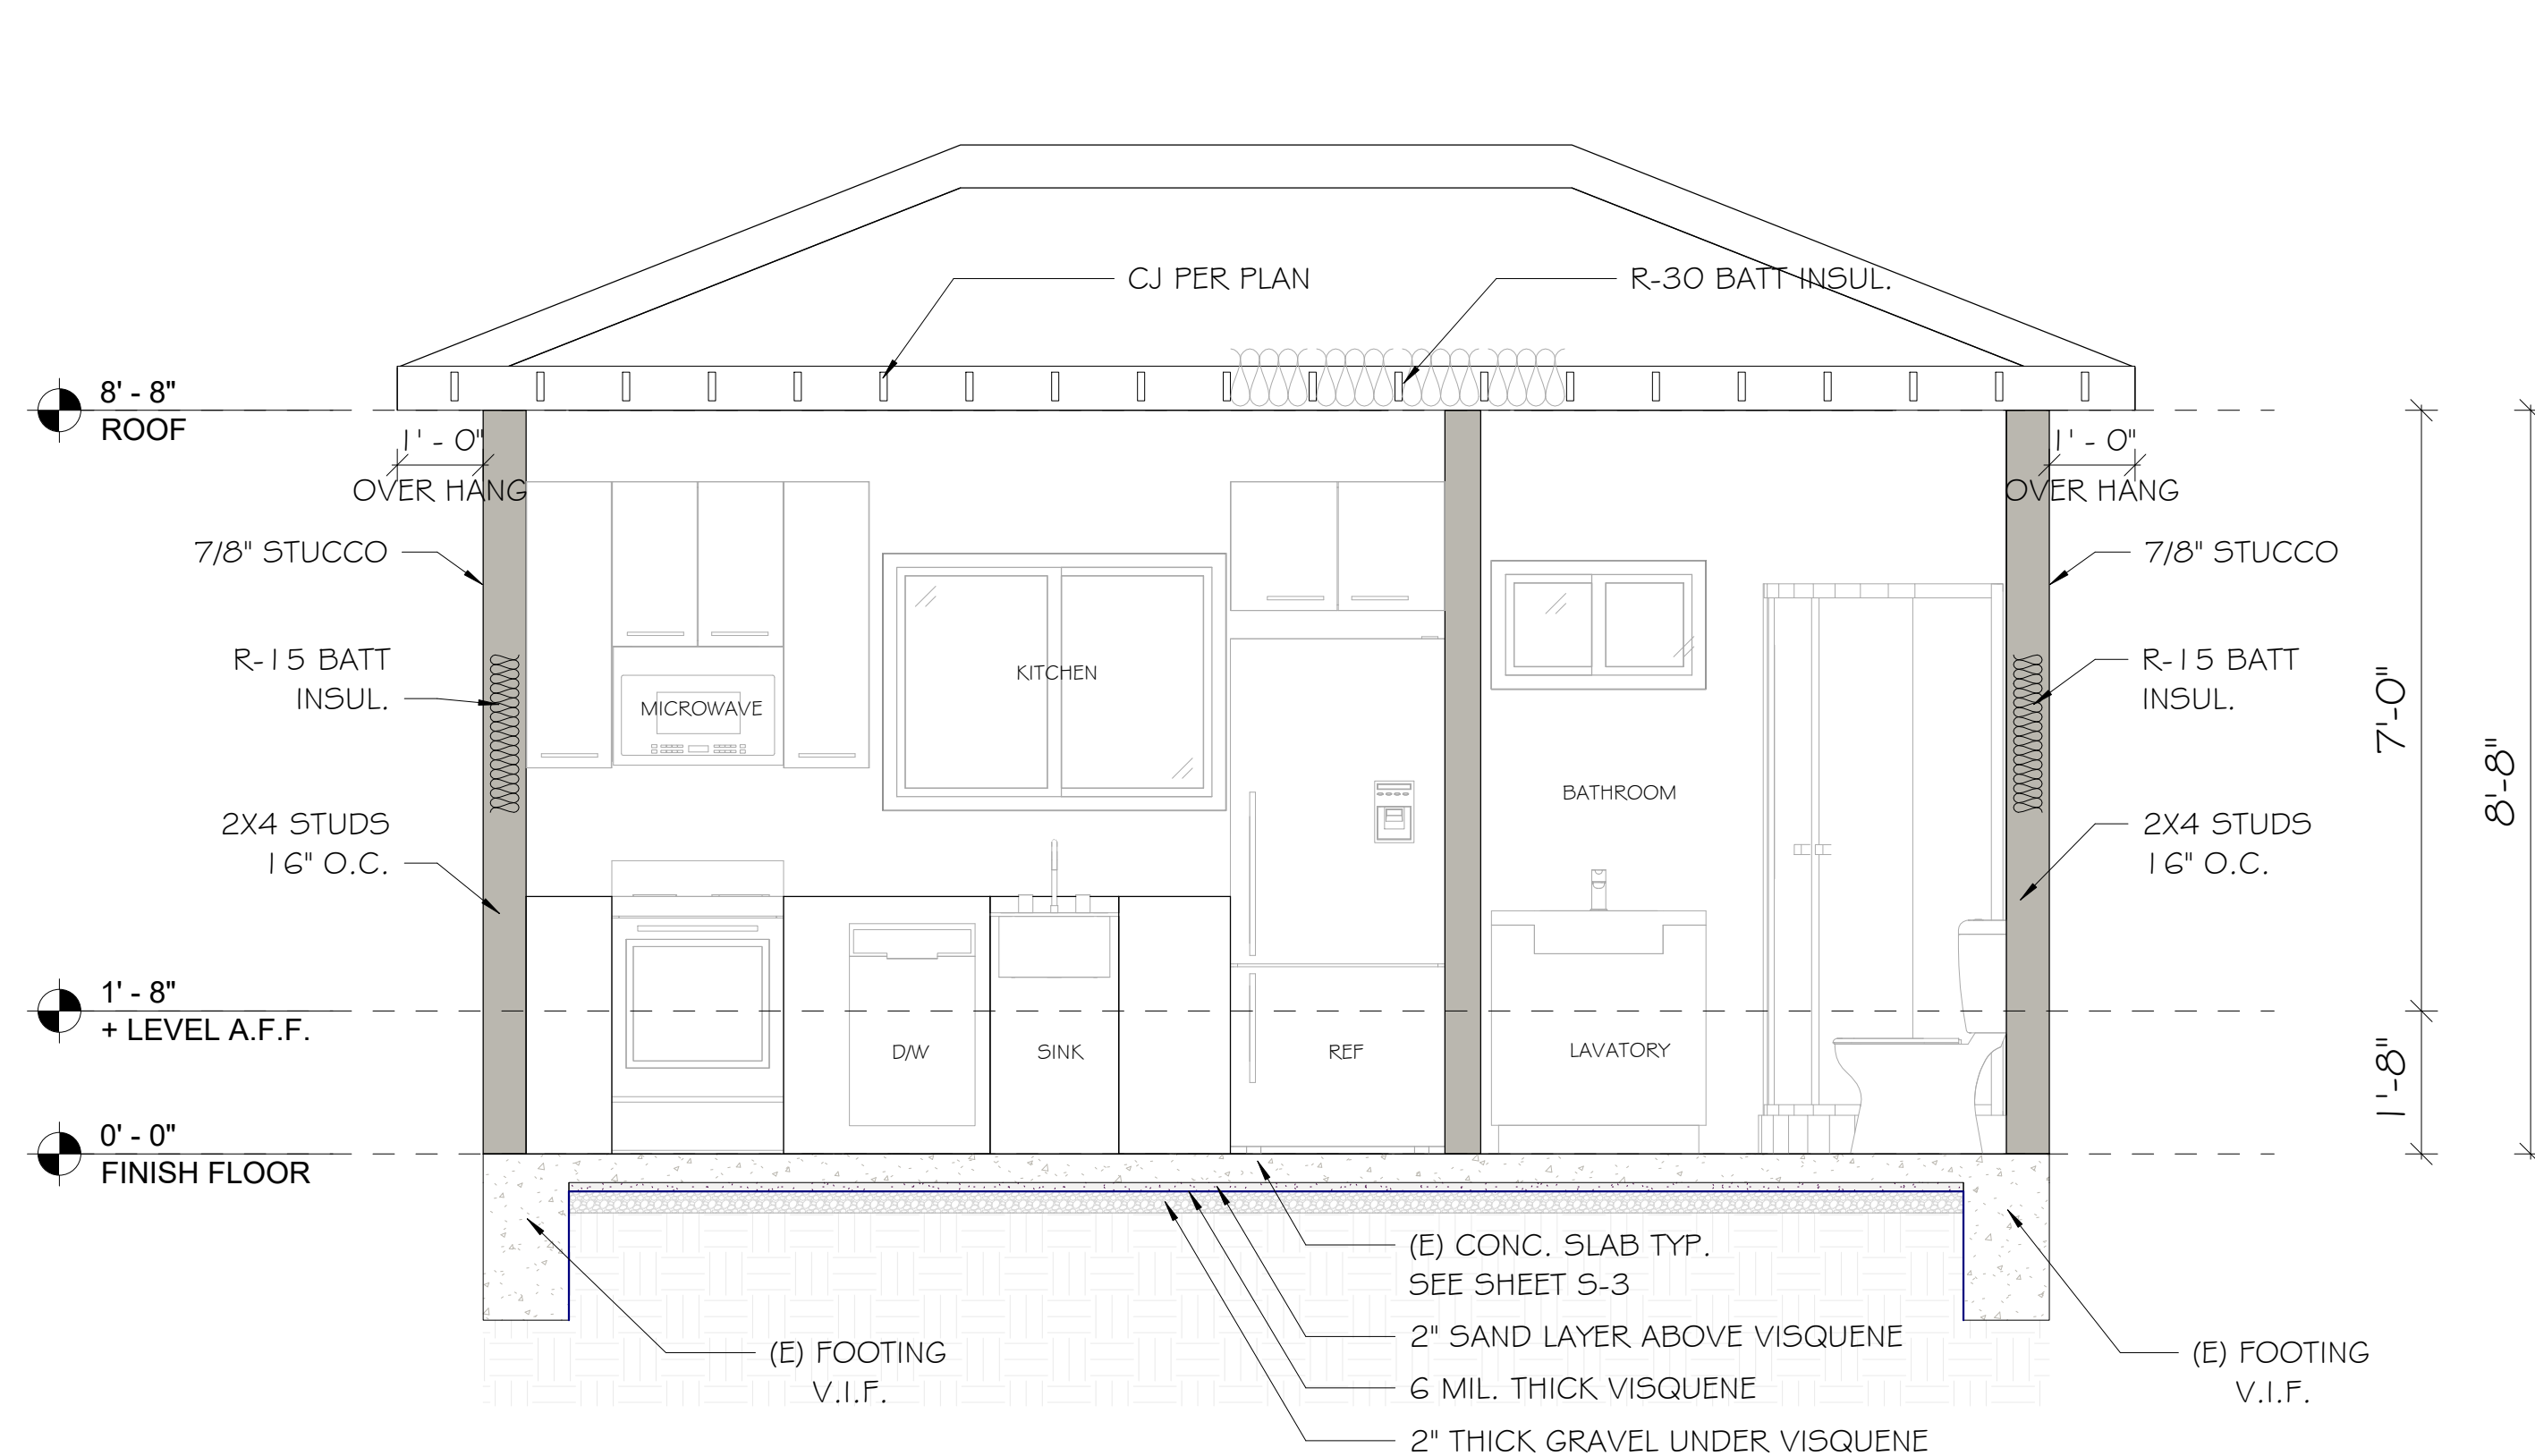 CJ PER PLAN
R-30 BATT INSUL.
8' - 8"
ROOF
1' - 0"
OVER HANG
1' - 0"
OVER HANG
7/8" STUCCO
7/8" STUCCO
R-15 BATT
INSUL.
R-15 BATT
INSUL.
KITCHEN
MICROWAVE
7'-0"
8'-8"
BATHROOM
2X4 STUDS
16" O.C.
2X4 STUDS
16" O.C.
1' - 8"
+ LEVEL A.F.F.
D/W
SINK
REF
LAVATORY
1'-8"
0' - 0"
FINISH FLOOR
(E) CONC. SLAB TYP.
SEE SHEET S-3
2" SAND LAYER ABOVE VISQUENE
(E) FOOTING
V.I.F.
6 MIL. THICK VISQUENE
2" THICK GRAVEL UNDER VISQUENE
(E) FOOTING
V.I.F.